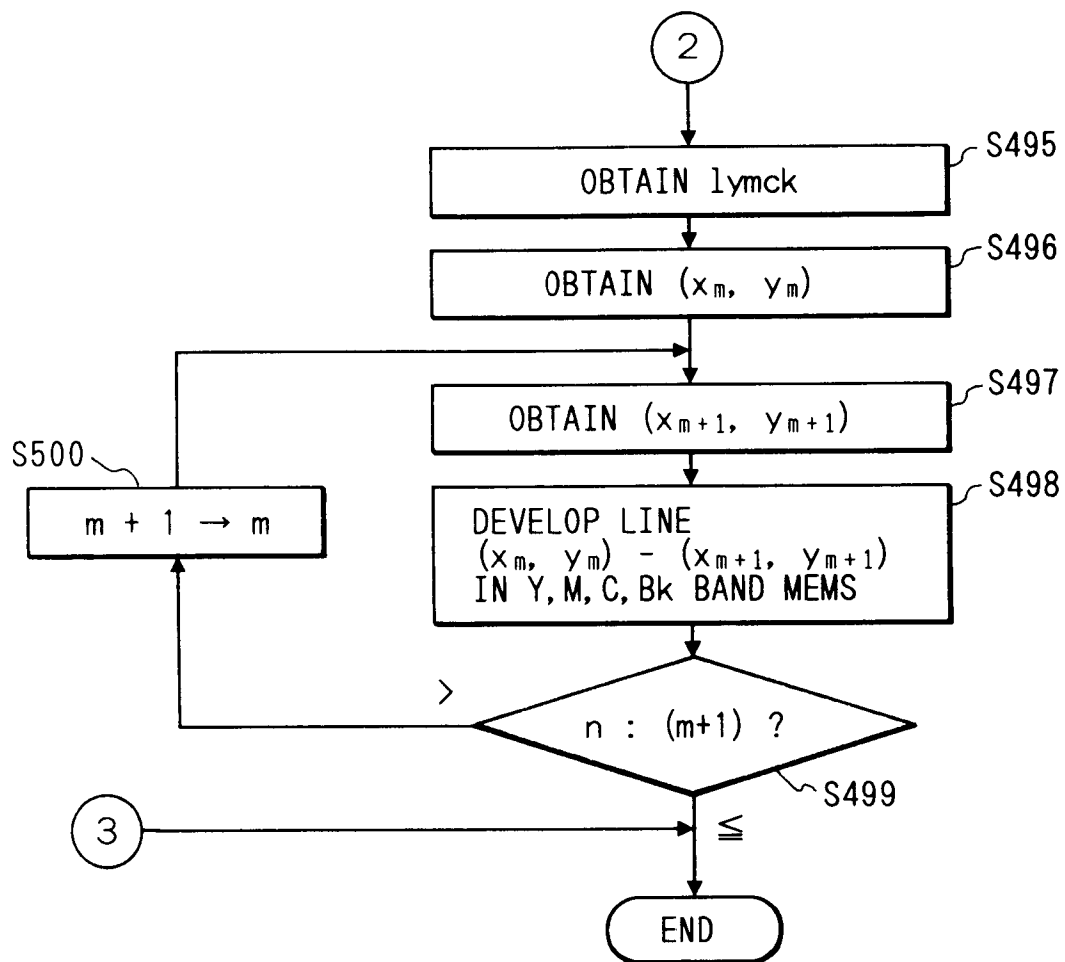 2
S495
OBTAIN lymck
S496
OBTAIN (xm, ym)
S497
OBTAIN (xm+1, ym+1)
S500
m + 1 → m
S498
DEVELOP LINE
(xm, ym) - (xm+1, ym+1)
IN Y,M,C,Bk BAND MEMS
>
n : (m+1) ?
S499
3
≦
END